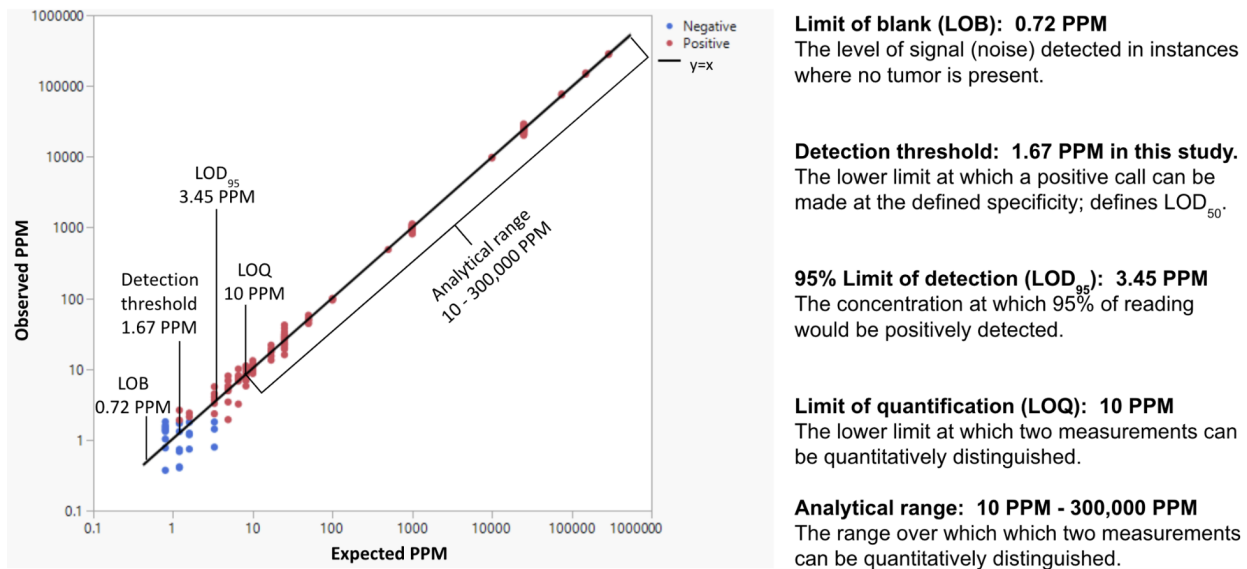 1000000
100000
10000
1000
100
10
1
0.1
Observed PPM
0.1
1
10
100
1000
10000
100000
1000000
Expected PPM
Negative
Positive
y=x
LOD95
3.45 PPM
Detection
threshold
1.67 PPM
LOQ
10 PPM
LOB
0.72 PPM
Analytical range
10 - 300,000 PPM
Limit of blank (LOB): 0.72 PPM
The level of signal (noise) detected in instances
where no tumor is present.
Detection threshold: 1.67 PPM in this study.
The lower limit at which a positive call can be
made at the defined specificity; defines LOD50.
95% Limit of detection (LOD95): 3.45 PPM
The concentration at which 95% of reading
would be positively detected.
Limit of quantification (LOQ): 10 PPM
The lower limit at which two measurements can
be quantitatively distinguished.
Analytical range: 10 PPM - 300,000 PPM
The range over which which two measurements
can be quantitatively distinguished.